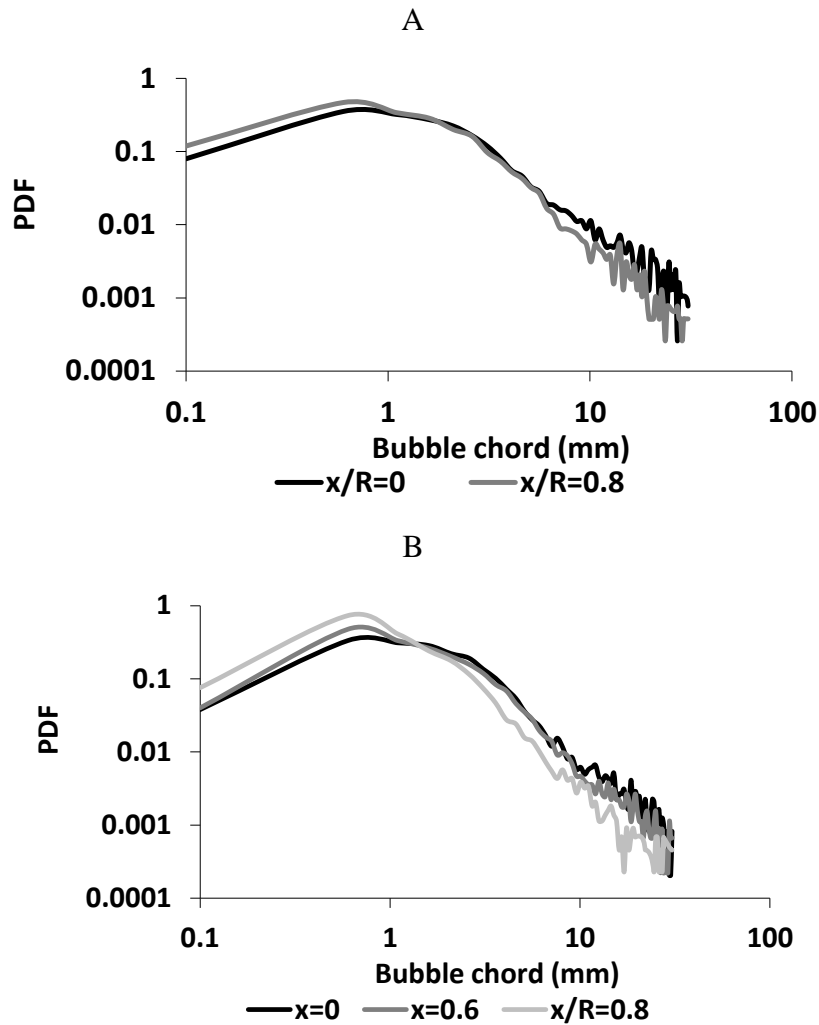 A
1
0.1
0.01
0.001
0.0001
PDF
0.1 1 10 100
Bubble chord (mm)
x/R=0 x/R=0.8
B
1
0.1
0.01
0.001
0.0001
PDF
0.1 1 10 100
Bubble chord (mm)
x=0 x=0.6 x/R=0.8